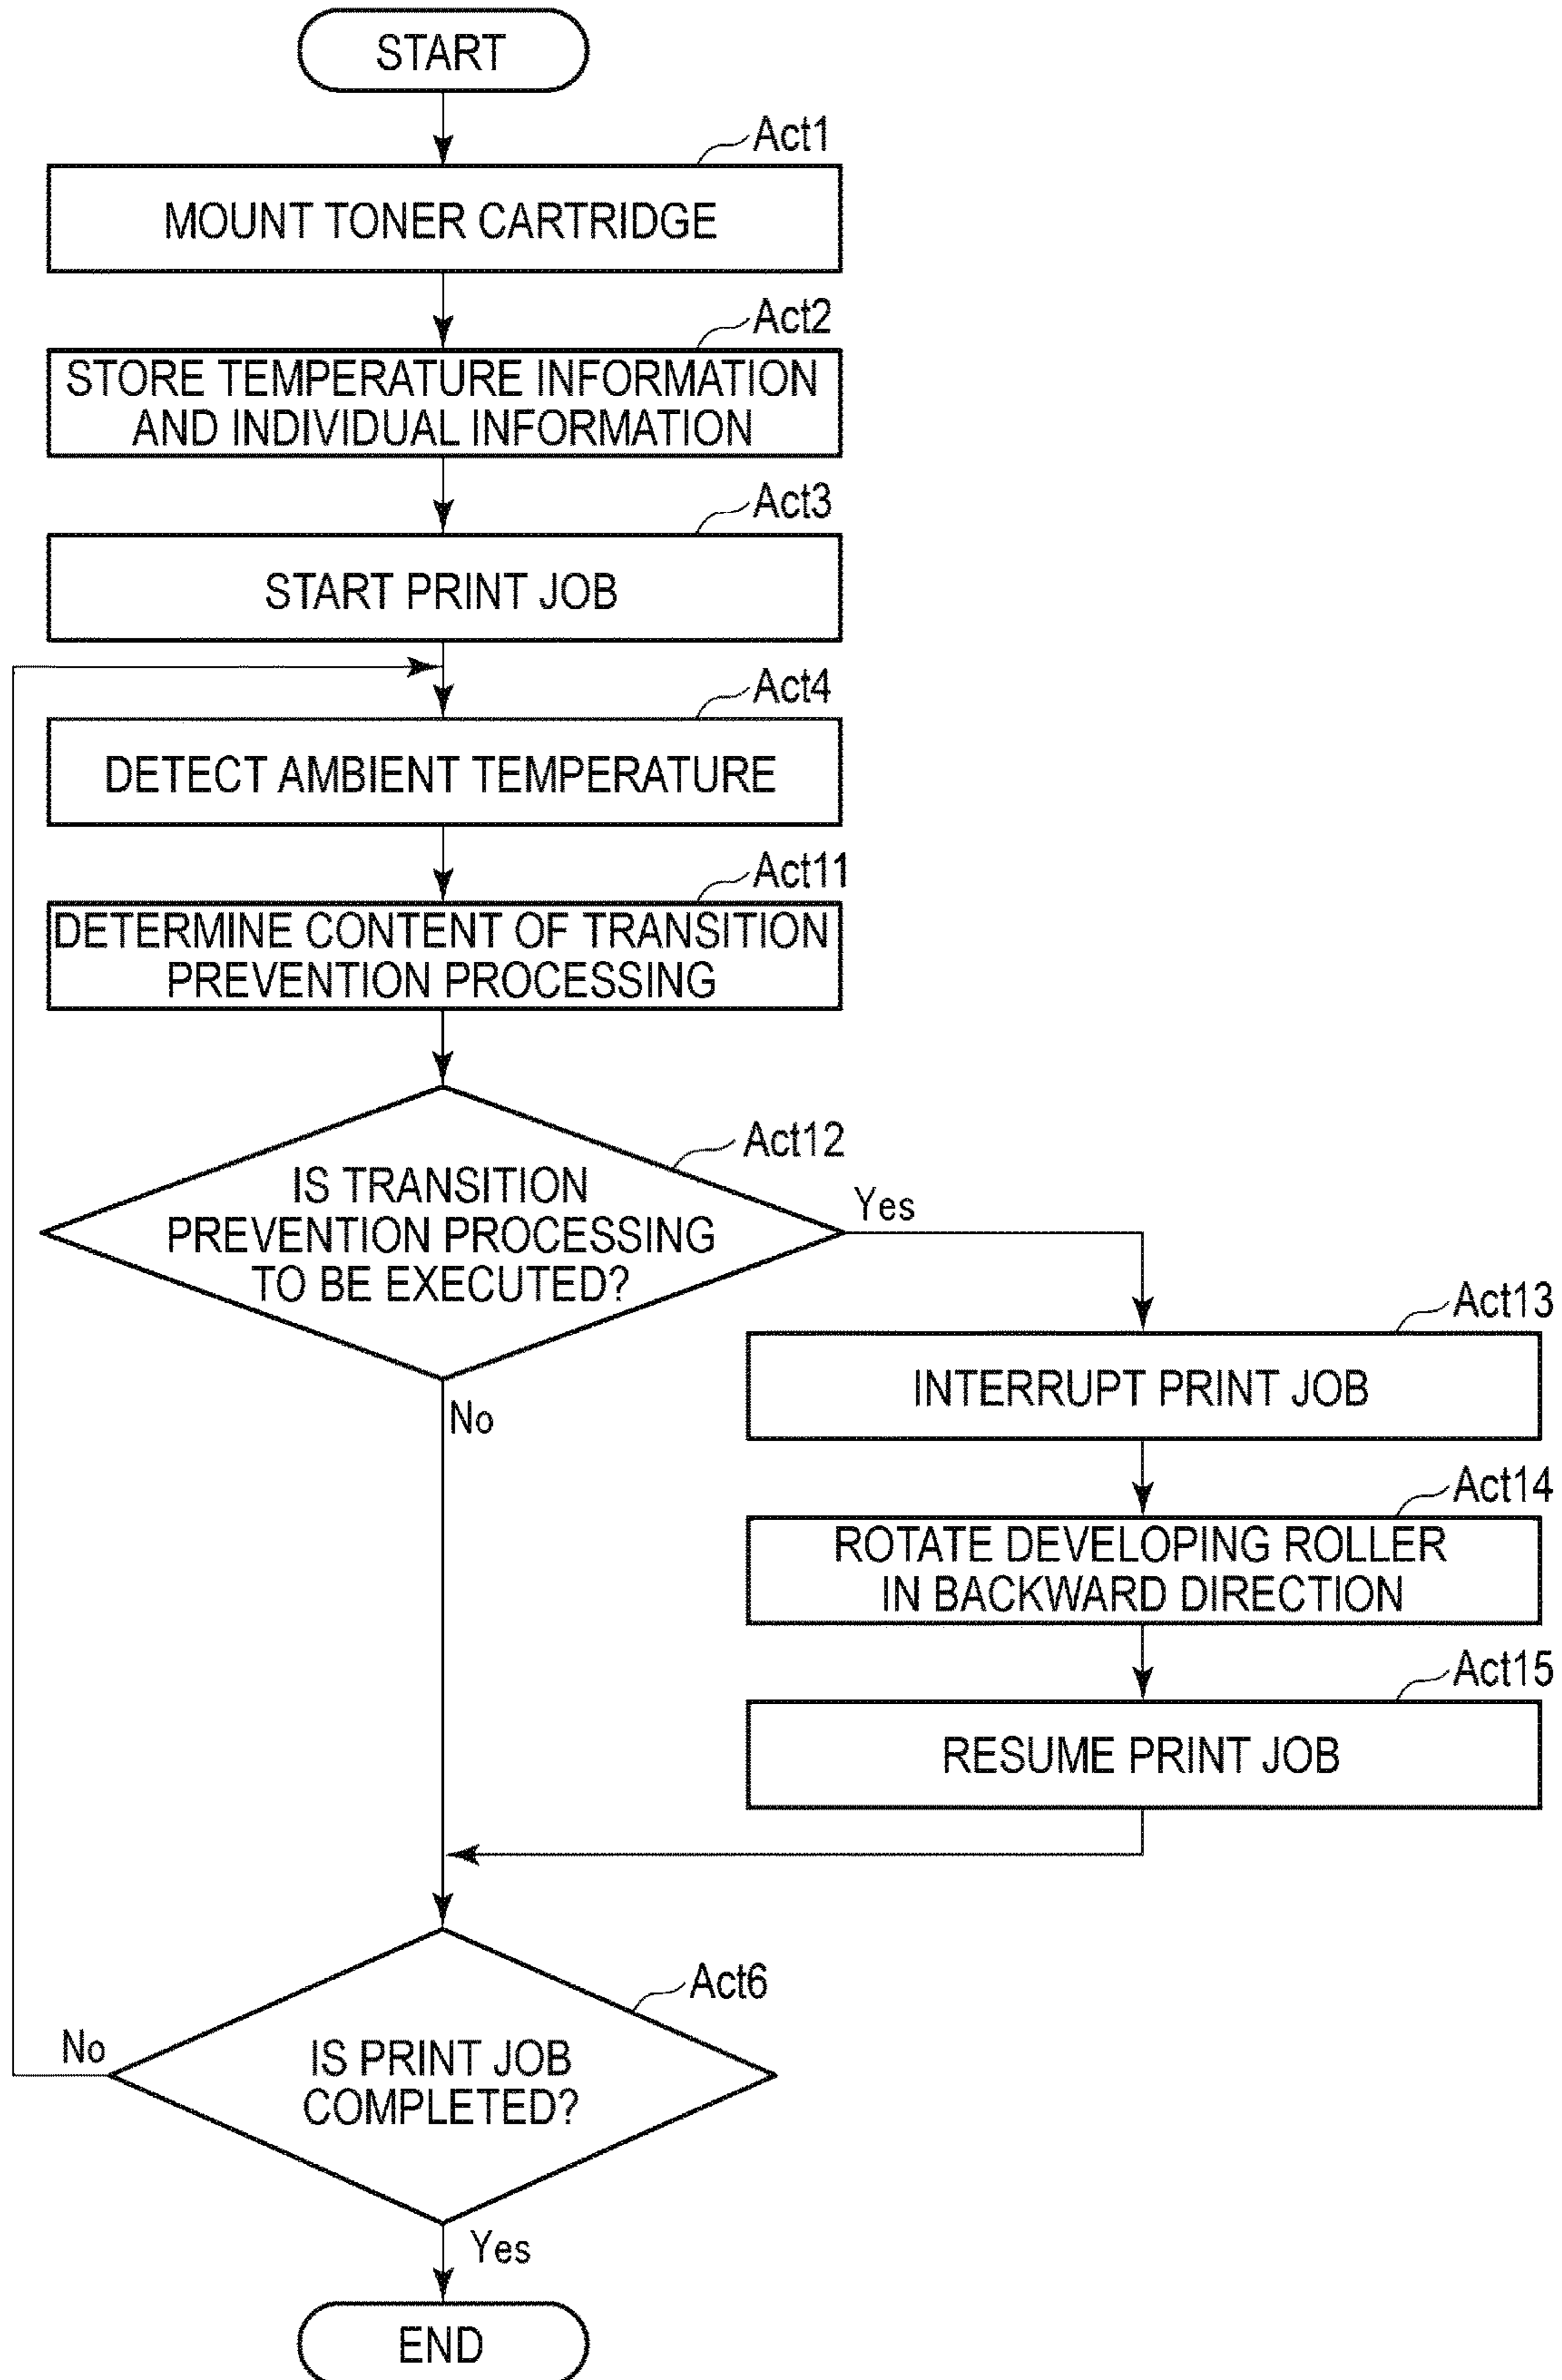 START
Act1
MOUNT TONER CARTRIDGE
Act2
STORE TEMPERATURE INFORMATION
AND INDIVIDUAL INFORMATION
Act3
START PRINT JOB
Act4
DETECT AMBIENT TEMPERATURE
Act11
DETERMINE CONTENT OF TRANSITION
PREVENTION PROCESSING
Act12
IS TRANSITION
PREVENTION PROCESSING
TO BE EXECUTED?
Yes
No
Act13
INTERRUPT PRINT JOB
Act14
ROTATE DEVELOPING ROLLER
IN BACKWARD DIRECTION
Act15
RESUME PRINT JOB
Act6
IS PRINT JOB
COMPLETED?
No
Yes
END